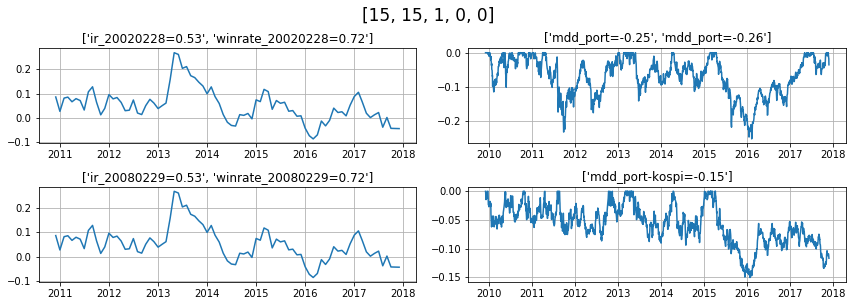 [15, 15, 1, 0, 0]
['ir_20020228=0.53', 'winrate_20020228=0.72']
0.2
0.1
0.0
−0.1
2011 2012 2013 2014 2015 2016 2017 2018
['mdd_port=-0.25', 'mdd_port=-0.26']
0.0
−0.1
−0.2
2010 2011 2012 2013 2014 2015 2016 2017 2018
['ir_20080229=0.53', 'winrate_20080229=0.72']
0.2
0.1
0.0
−0.1
2011 2012 2013 2014 2015 2016 2017 2018
['mdd_port-kospi=-0.15']
0.00
−0.05
−0.10
−0.15
2010 2011 2012 2013 2014 2015 2016 2017 2018